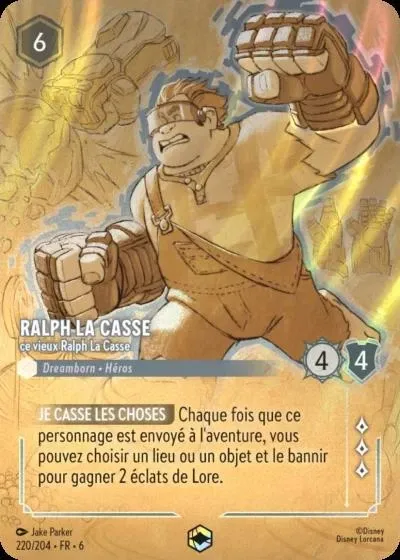 6
RALPH LA CASSE
ce vieux Ralph La Casse
4
4
Dreamborn • Héros
JE CASSE LES CHOSES Chaque fois que ce
personnage est envoyé à l'aventure, vous
pouvez choisir un lieu ou un objet et le bannir
pour gagner 2 éclats de Lore.
Jake Parker
©Disney
220/204 • FR • 6
Disney Lorcana